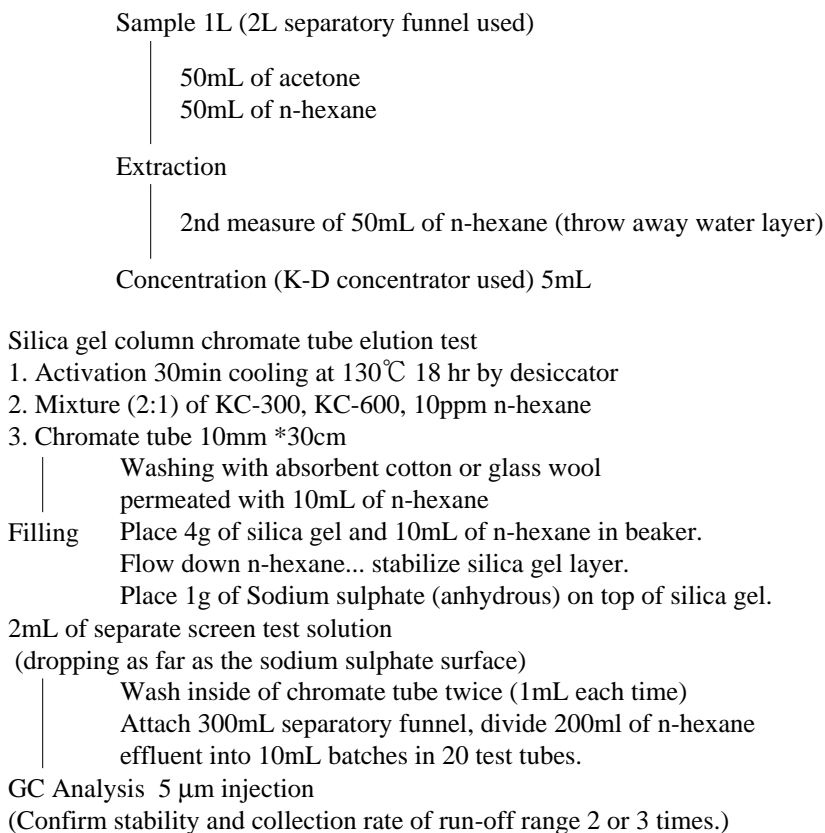 Sample 1L (2L separatory funnel used)
50mL of acetone
50mL of n-hexane
Extraction
2nd measure of 50mL of n-hexane (throw away water layer)
Concentration (K-D concentrator used) 5mL
Silica gel column chromate tube elution test
1. Activation 30min cooling at 130℃ 18 hr by desiccator
2. Mixture (2:1) of KC-300, KC-600, 10ppm n-hexane
3. Chromate tube 10mm *30cm
Washing with absorbent cotton or glass wool
permeated with 10mL of n-hexane
Filling Place 4g of silica gel and 10mL of n-hexane in beaker.
Flow down n-hexane... stabilize silica gel layer.
Place 1g of Sodium sulphate (anhydrous) on top of silica gel.
2mL of separate screen test solution
(dropping as far as the sodium sulphate surface)
Wash inside of chromate tube twice (1mL each time)
Attach 300mL separatory funnel, divide 200ml of n-hexane
effluent into 10mL batches in 20 test tubes.
GC Analysis 5 μm injection
(Confirm stability and collection rate of run-off range 2 or 3 times.)